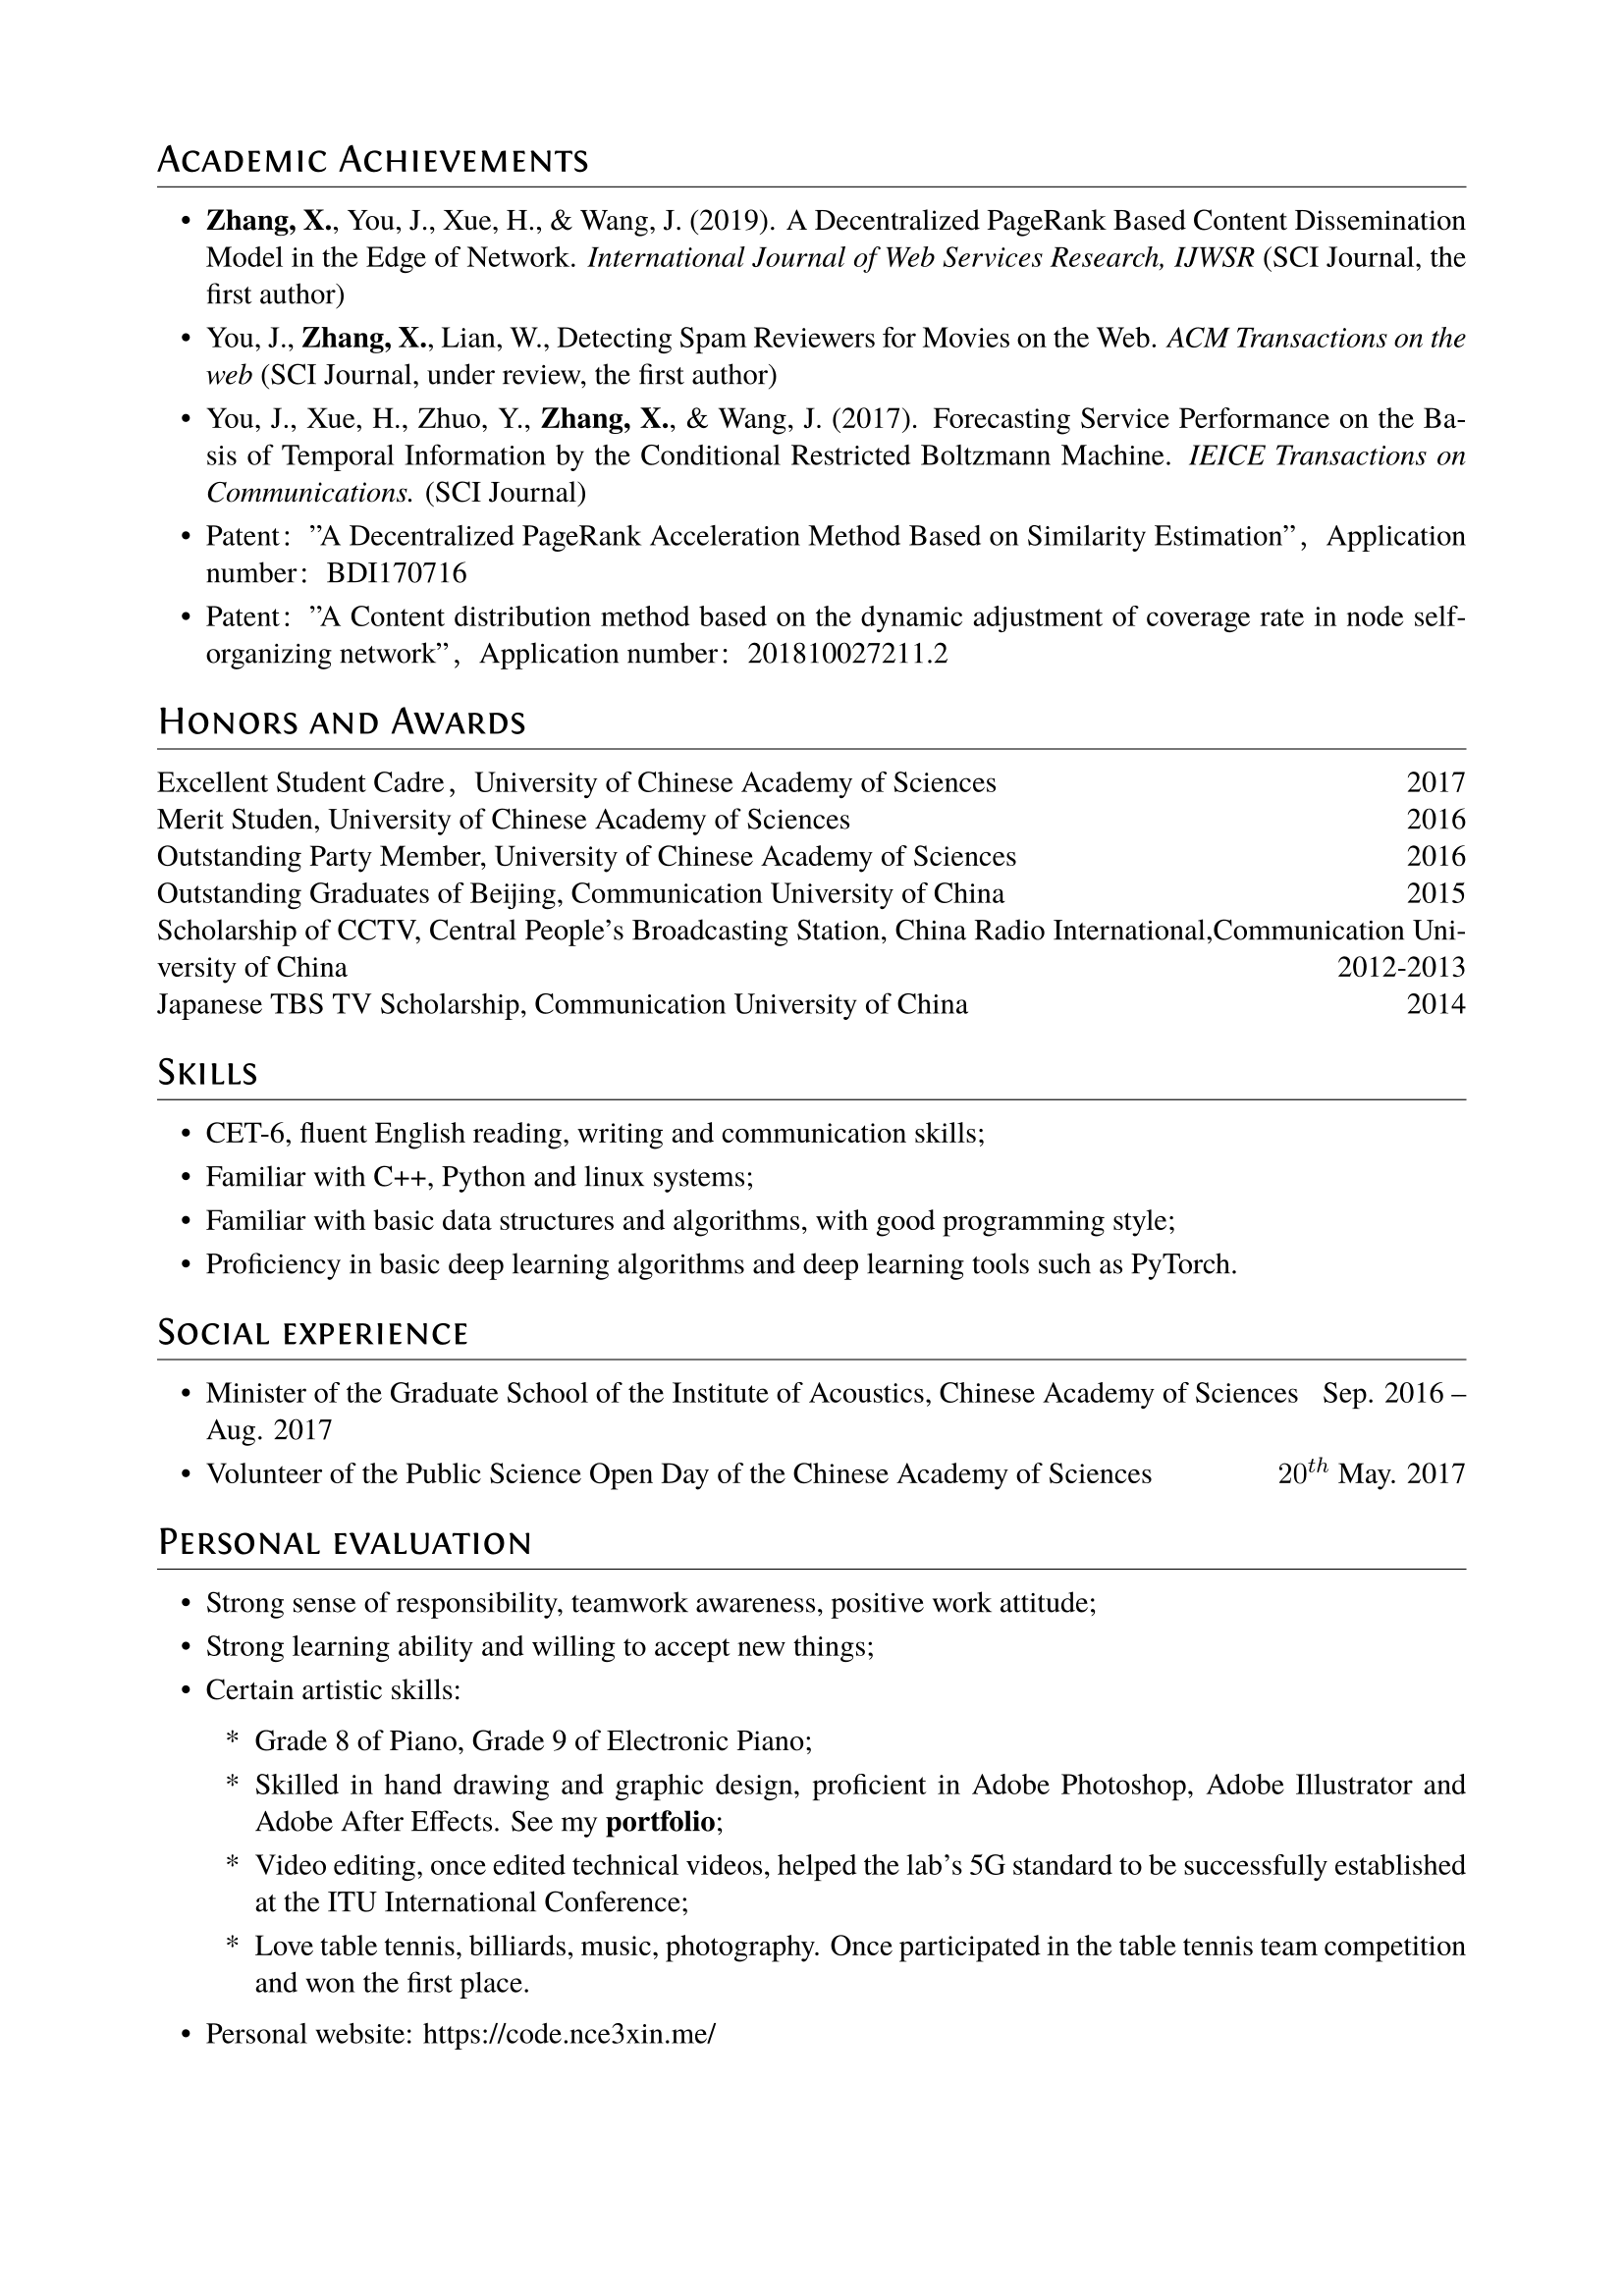 Academic Achievements
• Zhang, X., You, J., Xue, H., & Wang, J. (2019). A Decentralized PageRank Based Content Dissemination
Model in the Edge of Network. International Journal of Web Services Research, IJWSR (SCI Journal, the
first author)
• You, J., Zhang, X., Lian, W., Detecting Spam Reviewers for Movies on the Web. ACM Transactions on the
web (SCI Journal, under review, the first author)
• You, J., Xue, H., Zhuo, Y., Zhang, X., & Wang, J. (2017). Forecasting Service Performance on the Ba-
sis of Temporal Information by the Conditional Restricted Boltzmann Machine. IEICE Transactions on
Communications. (SCI Journal)
• Patent: ”A Decentralized PageRank Acceleration Method Based on Similarity Estimation”, Application
number: BDI170716
• Patent: ”A Content distribution method based on the dynamic adjustment of coverage rate in node self-
organizing network”, Application number: 201810027211.2
Honors and Awards
Excellent Student Cadre, University of Chinese Academy of Sciences 2017
Merit Studen, University of Chinese Academy of Sciences 2016
Outstanding Party Member, University of Chinese Academy of Sciences 2016
Outstanding Graduates of Beijing, Communication University of China 2015
Scholarship of CCTV, Central People’s Broadcasting Station, China Radio International,Communication Uni-
versity of China 2012-2013
Japanese TBS TV Scholarship, Communication University of China 2014
Skills
• CET-6, fluent English reading, writing and communication skills;
• Familiar with C++, Python and linux systems;
• Familiar with basic data structures and algorithms, with good programming style;
• Proficiency in basic deep learning algorithms and deep learning tools such as PyTorch.
Social experience
• Minister of the Graduate School of the Institute of Acoustics, Chinese Academy of Sciences Sep. 2016 –
Aug. 2017
• Volunteer of the Public Science Open Day of the Chinese Academy of Sciences 20th May. 2017
Personal evaluation
• Strong sense of responsibility, teamwork awareness, positive work attitude;
• Strong learning ability and willing to accept new things;
• Certain artistic skills:
* Grade 8 of Piano, Grade 9 of Electronic Piano;
* Skilled in hand drawing and graphic design, proficient in Adobe Photoshop, Adobe Illustrator and
Adobe After Effects. See my portfolio;
* Video editing, once edited technical videos, helped the lab’s 5G standard to be successfully established
at the ITU International Conference;
* Love table tennis, billiards, music, photography. Once participated in the table tennis team competition
and won the first place.
• Personal website: https://code.nce3xin.me/